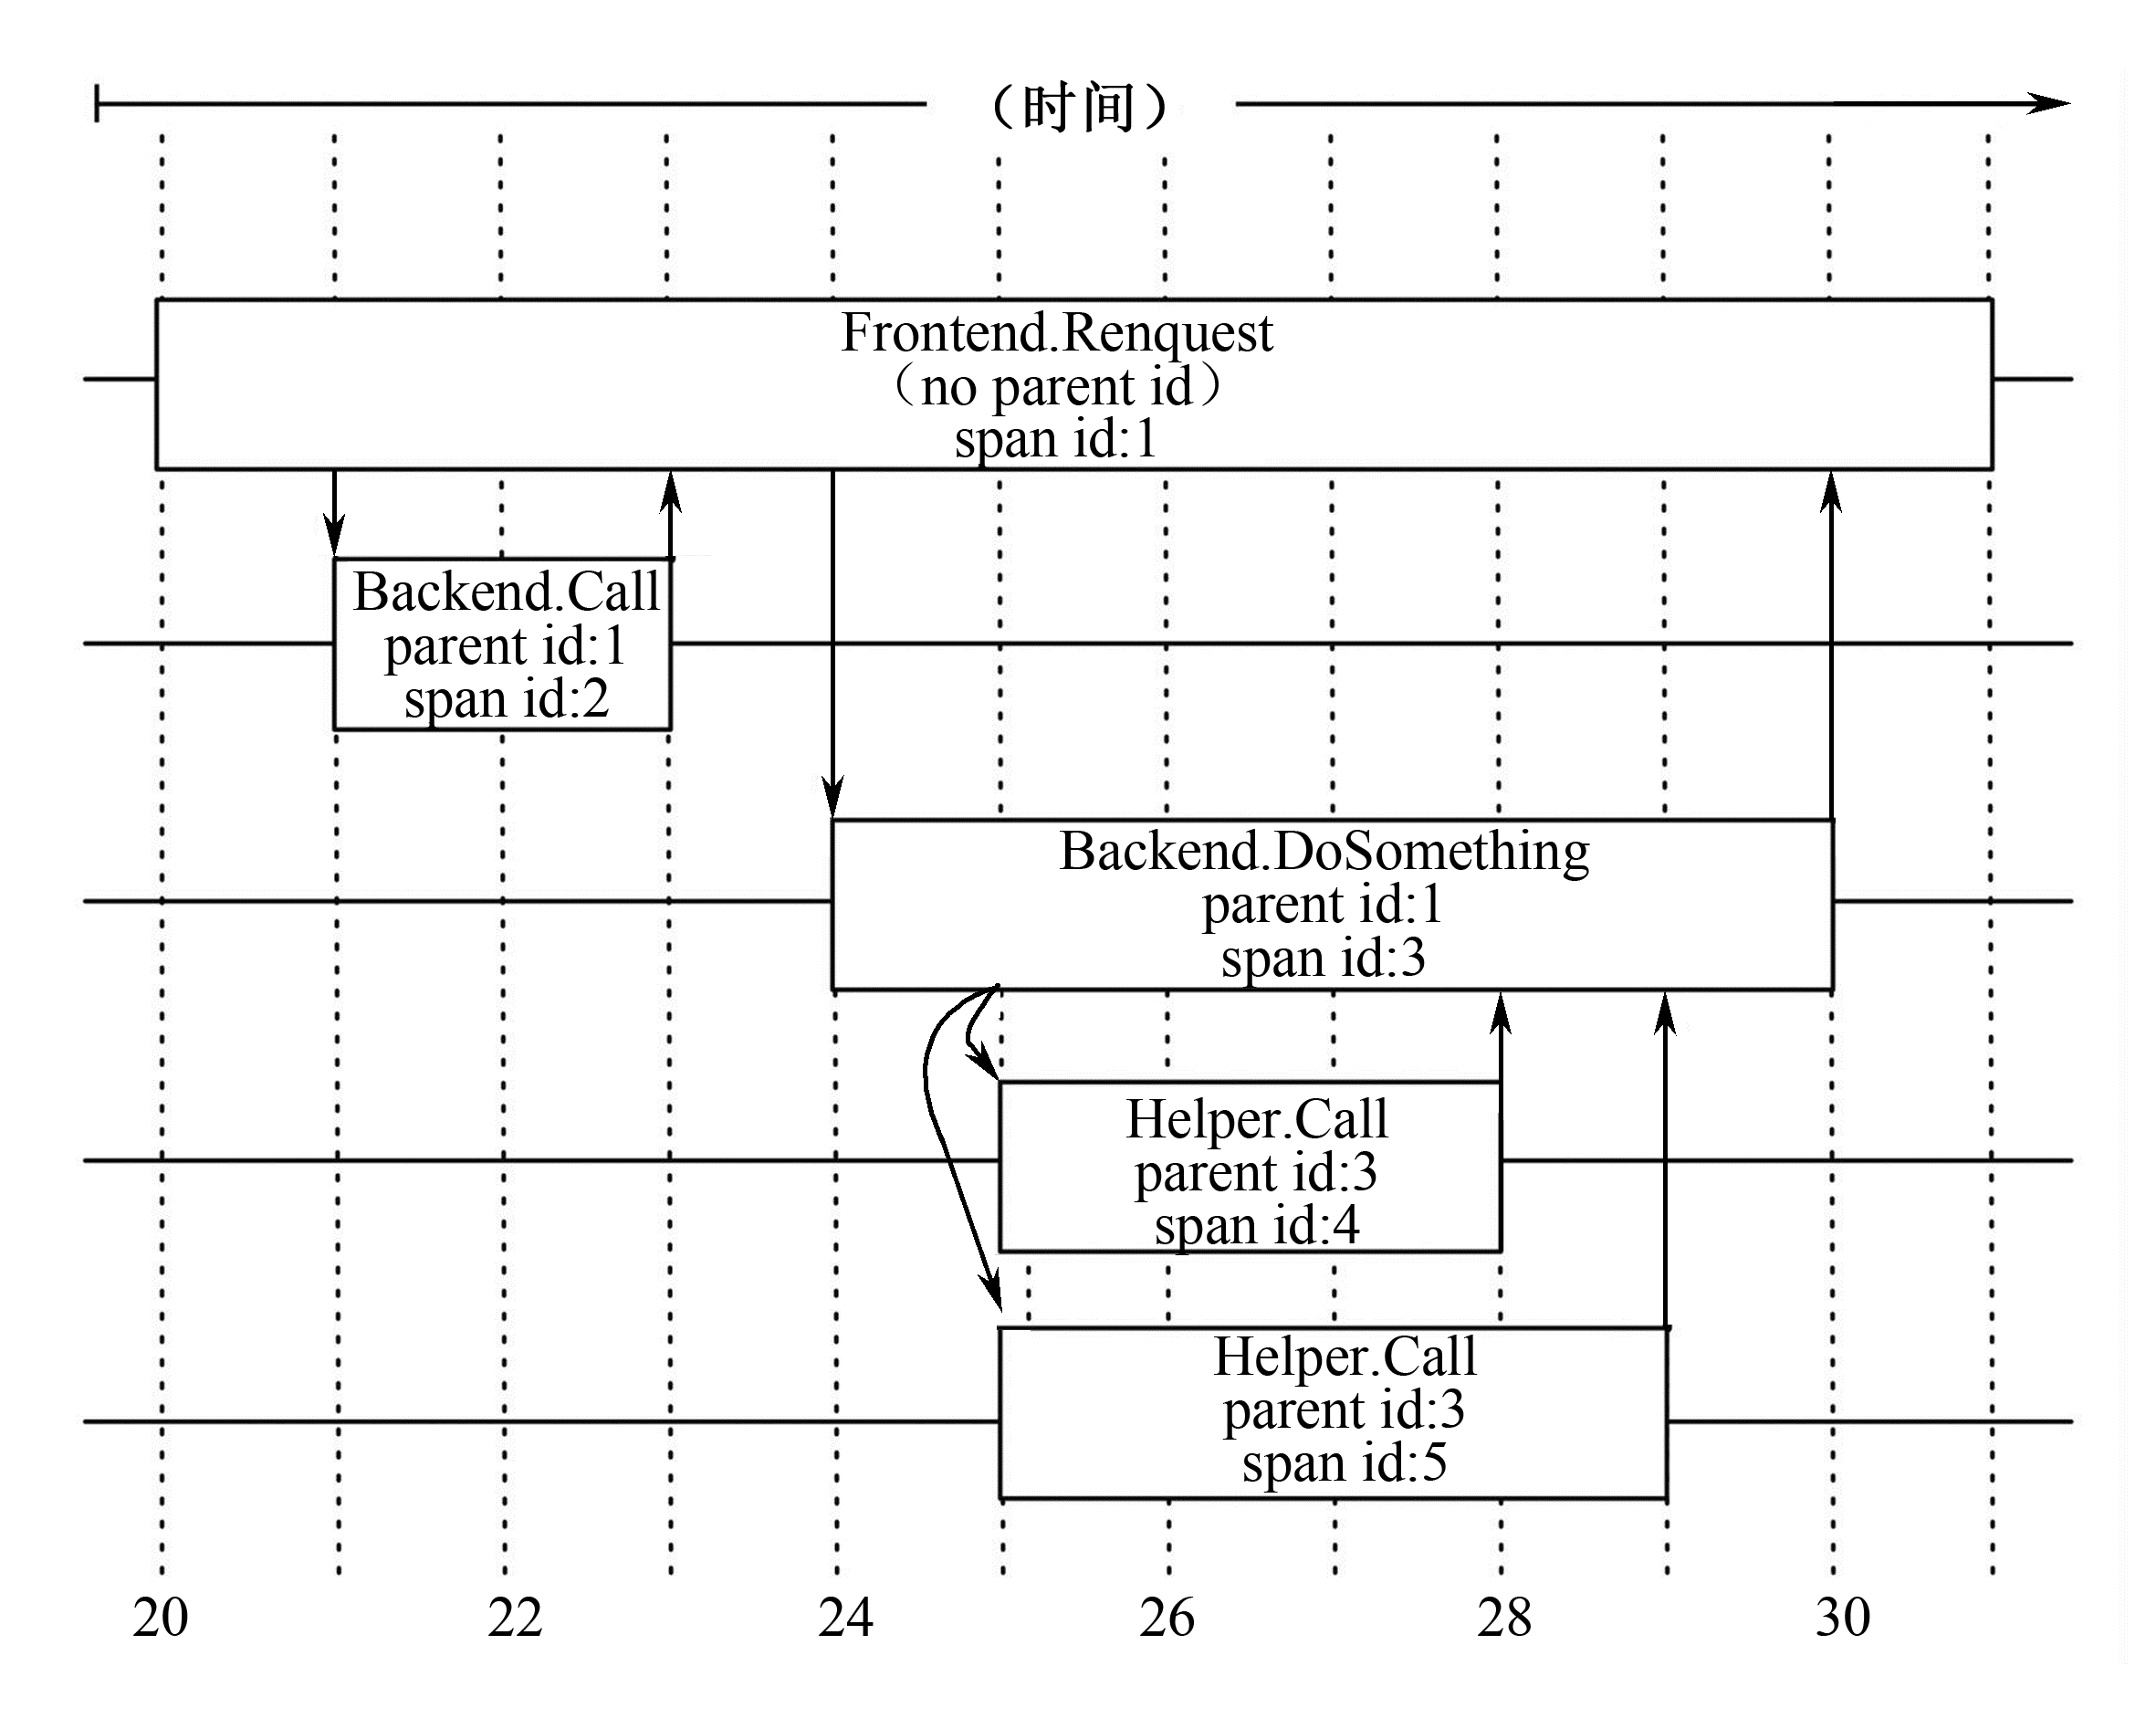 （时间）
Frontend.Renquest
（no parent id）
span id:1
Backend.Call
parent id:1
span id:2
Backend.DoSomething
parent id:1
span id:3
Helper.Call
parent id:3
span id:4
Helper.Call
parent id:3
span id:5
20 22 24 26 28 30